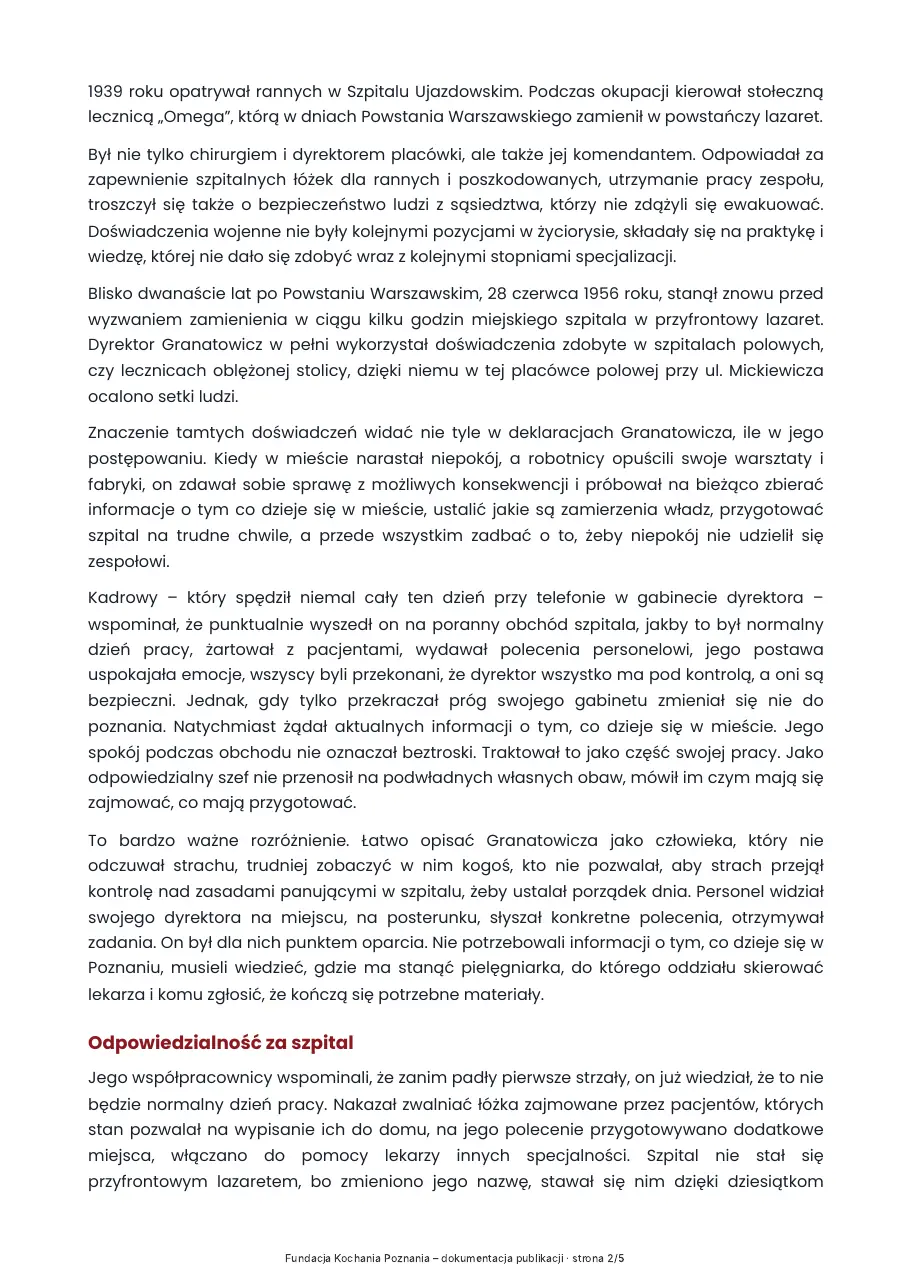 1939 roku opatrywał rannych w Szpitalu Ujazdowskim. Podczas okupacji kierował stołeczną
lecznicą „Omega”, którą w dniach Powstania Warszawskiego zamienił w powstańczy lazaret.
Był nie tylko chirurgiem i dyrektorem placówki, ale także jej komendantem. Odpowiadał za
zapewnienie szpitalnych łóżek dla rannych i poszkodowanych, utrzymanie pracy zespołu,
troszczył się także o bezpieczeństwo ludzi z sąsiedztwa, którzy nie zdążyli się ewakuować.
Doświadczenia wojenne nie były kolejnymi pozycjami w życiorysie, składały się na praktykę i
wiedzę, której nie dało się zdobyć wraz z kolejnymi stopniami specjalizacji.
Blisko dwanaście lat po Powstaniu Warszawskim, 28 czerwca 1956 roku, stanął znowu przed
wyzwaniem zamienienia w ciągu kilku godzin miejskiego szpitala w przyfrontowy lazaret.
Dyrektor Granatowicz w pełni wykorzystał doświadczenia zdobyte w szpitalach polowych,
czy lecznicach oblężonej stolicy, dzięki niemu w tej placówce polowej przy ul. Mickiewicza
ocalono setki ludzi.
Znaczenie tamtych doświadczeń widać nie tyle w deklaracjach Granatowicza, ile w jego
postępowaniu. Kiedy w mieście narastał niepokój, a robotnicy opuścili swoje warsztaty i
fabryki, on zdawał sobie sprawę z możliwych konsekwencji i próbował na bieżąco zbierać
informacje o tym co dzieje się w mieście, ustalić jakie są zamierzenia władz, przygotować
szpital na trudne chwile, a przede wszystkim zadbać o to, żeby niepokój nie udzielił się
zespołowi.
Kadrowy – który spędził niemal cały ten dzień przy telefonie w gabinecie dyrektora –
wspominał, że punktualnie wyszedł on na poranny obchód szpitala, jakby to był normalny
dzień pracy, żartował z pacjentami, wydawał polecenia personelowi, jego postawa
uspokajała emocje, wszyscy byli przekonani, że dyrektor wszystko ma pod kontrolą, a oni są
bezpieczni. Jednak, gdy tylko przekraczał próg swojego gabinetu zmieniał się nie do
poznania. Natychmiast żądał aktualnych informacji o tym, co dzieje się w mieście. Jego
spokój podczas obchodu nie oznaczał beztroski. Traktował to jako część swojej pracy. Jako
odpowiedzialny szef nie przenosił na podwładnych własnych obaw, mówił im czym mają się
zajmować, co mają przygotować.
To bardzo ważne rozróżnienie. Łatwo opisać Granatowicza jako człowieka, który nie
odczuwał strachu, trudniej zobaczyć w nim kogoś, kto nie pozwalał, aby strach przejął
kontrolę nad zasadami panującymi w szpitalu, żeby ustalał porządek dnia. Personel widział
swojego dyrektora na miejscu, na posterunku, słyszał konkretne polecenia, otrzymywał
zadania. On był dla nich punktem oparcia. Nie potrzebowali informacji o tym, co dzieje się w
Poznaniu, musieli wiedzieć, gdzie ma stanąć pielęgniarka, do którego oddziału skierować
lekarza i komu zgłosić, że kończą się potrzebne materiały.
Odpowiedzialność za szpital
Jego współpracownicy wspominali, że zanim padły pierwsze strzały, on już wiedział, że to nie
będzie normalny dzień pracy. Nakazał zwalniać łóżka zajmowane przez pacjentów, których
stan pozwalał na wypisanie ich do domu, na jego polecenie przygotowywano dodatkowe
miejsca, włączano do pomocy lekarzy innych specjalności. Szpital nie stał się
przyfrontowym lazaretem, bo zmieniono jego nazwę, stawał się nim dzięki dziesiątkom
Fundacja Kochania Poznania – dokumentacja publikacji · strona 2/5